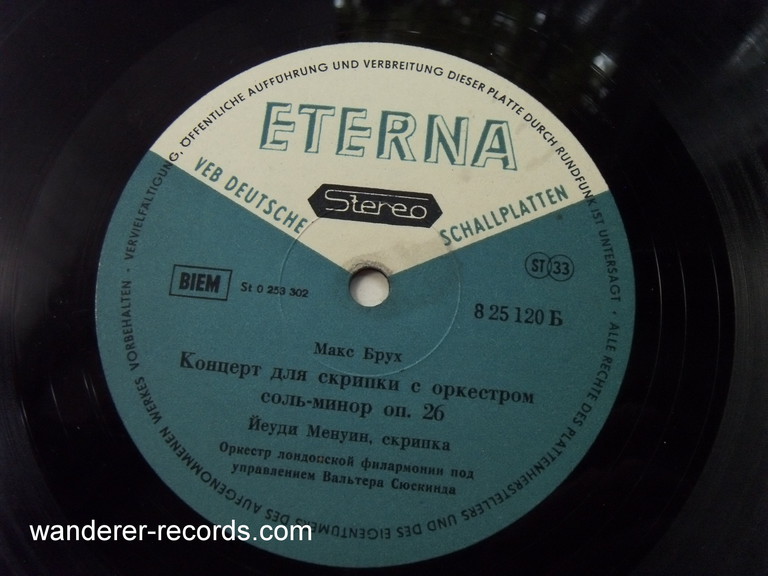 VERVIELFÄLTIGUNG, ÖFFENTLICHE AUFFÜHRUNG UND VERBREITUNG DIESER PLATTE DURCH RUNDFUNK IST UNTERSAGT · ALLE RECHTE DES PLATTENHERSTELLERS UND DES EIGENTÜMERS DES AUFGENOMMENEN WERKES VORBEHALTEN ·
ETERNA
VEB DEUTSCHE SCHALLPLATTEN
Stereo
BIEM
St 0 253 302
ST 33
8 25 120 Б
Макс Брух
Концерт для скрипки с оркестром
соль-минор оп. 26
Йеуди Менуин, скрипка
Оркестр лондонской филармонии под
управлением Вальтера Сюскинда
wanderer-records.com